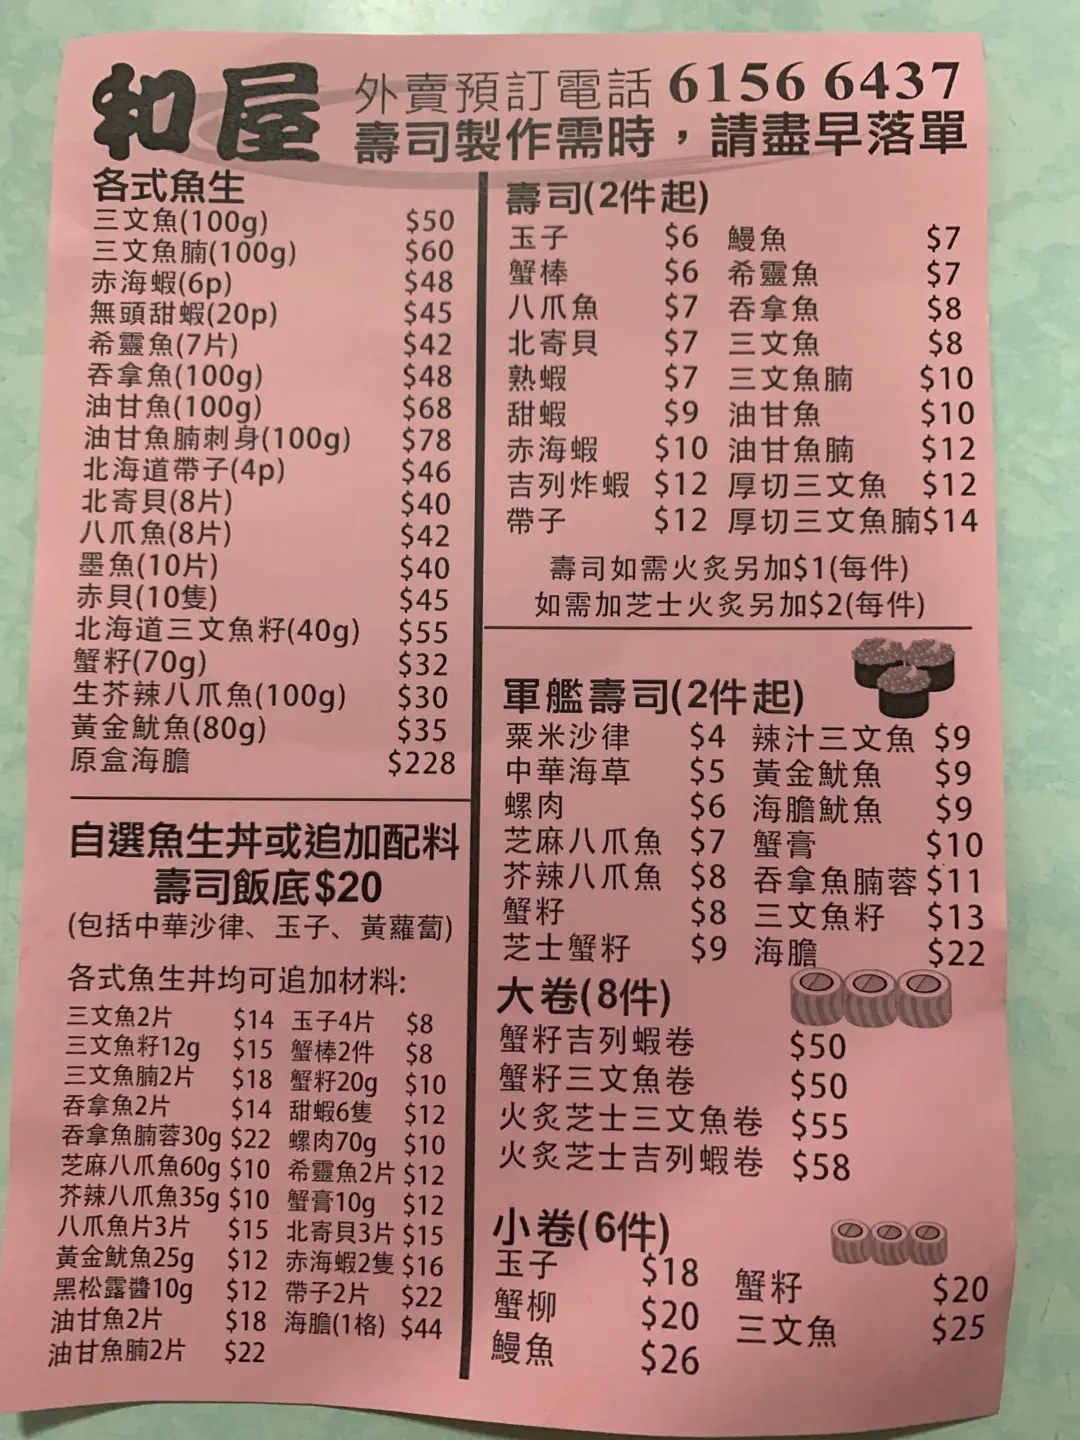 和屋
外賣預訂電話 6156 6437
壽司製作需時，請盡早落單
各式魚生
三文魚(100g) $50
三文魚腩(100g) $60
赤海蝦(6p) $48
無頭甜蝦(20p) $45
希靈魚(7片) $42
吞拿魚(100g) $48
油甘魚(100g) $68
油甘魚腩刺身(100g) $78
北海道帶子(4p) $46
北寄貝(8片) $40
八爪魚(8片) $42
墨魚(10片) $40
赤貝(10隻) $45
北海道三文魚籽(40g) $55
蟹籽(70g) $32
生芥辣八爪魚(100g) $30
黃金魷魚(80g) $35
原盒海膽 $228
自選魚生丼或追加配料
壽司飯底$20
(包括中華沙律、玉子、黃蘿蔔)
各式魚生丼均可追加材料:
三文魚2片 $14 玉子4片 $8
三文魚籽12g $15 蟹棒2件 $8
三文魚腩2片 $18 蟹籽20g $10
吞拿魚2片 $14 甜蝦6隻 $12
吞拿魚腩蓉30g $22 螺肉70g $10
芝麻八爪魚60g $10 希靈魚2片 $12
芥辣八爪魚35g $10 蟹膏10g $12
八爪魚片3片 $15 北寄貝3片 $15
黃金魷魚25g $12 赤海蝦2隻 $16
黑松露醬10g $12 帶子2片 $22
油甘魚2片 $18 海膽(1格) $44
油甘魚腩2片 $22
壽司(2件起)
玉子 $6 鰻魚 $7
蟹棒 $6 希靈魚 $7
八爪魚 $7 吞拿魚 $8
北寄貝 $7 三文魚 $8
熟蝦 $7 三文魚腩 $10
甜蝦 $9 油甘魚 $10
赤海蝦 $10 油甘魚腩 $12
吉列炸蝦 $12 厚切三文魚 $12
帶子 $12 厚切三文魚腩$14
壽司如需火炙另加$1(每件)
如需加芝士火炙另加$2(每件)
軍艦壽司(2件起)
粟米沙律 $4 辣汁三文魚 $9
中華海草 $5 黃金魷魚 $9
螺肉 $6 海膽魷魚 $9
芝麻八爪魚 $7 蟹膏 $10
芥辣八爪魚 $8 吞拿魚腩蓉 $11
蟹籽 $8 三文魚籽 $13
芝士蟹籽 $9 海膽 $22
大卷(8件)
蟹籽吉列蝦卷 $50
蟹籽三文魚卷 $50
火炙芝士三文魚卷 $55
火炙芝士吉列蝦卷 $58
小卷(6件)
玉子 $18 蟹籽 $20
蟹柳 $20 三文魚 $25
鰻魚 $26